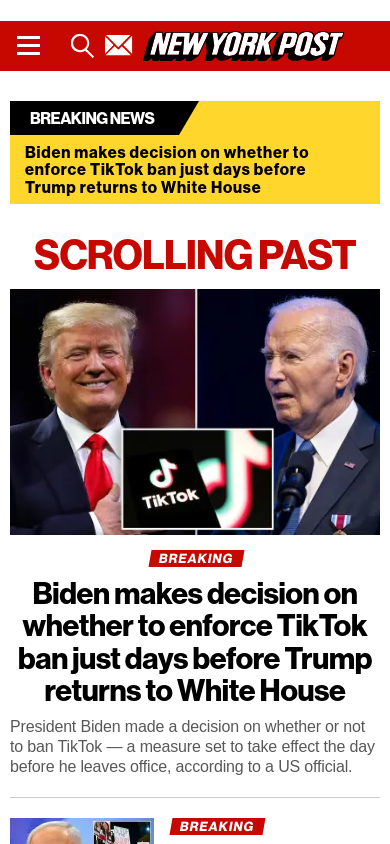 NEW YORK POST
BREAKING NEWS
Biden makes decision on whether to
enforce TikTok ban just days before
Trump returns to White House
SCROLLING PAST
TikTok
BREAKING
Biden makes decision on
whether to enforce TikTok
ban just days before Trump
returns to White House
President Biden made a decision on whether or not
to ban TikTok — a measure set to take effect the day
before he leaves office, according to a US official.
BREAKING